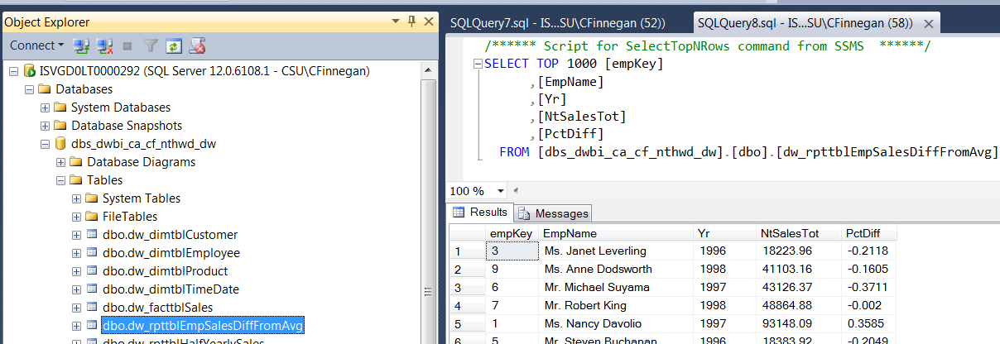 Object Explorer
Connect
ISVGD0LT0000292 (SQL Server 12.0.6108.1 - CSU\CFinnegan)
Databases
System Databases
Database Snapshots
dbs_dwbi_ca_cf_nthwd_dw
Database Diagrams
Tables
System Tables
FileTables
dbo.dw_dimtblCustomer
dbo.dw_dimtblEmployee
dbo.dw_dimtblProduct
dbo.dw_dimtblTimeDate
dbo.dw_facttblSales
dbo.dw_rpttblEmpSalesDiffFromAvg
dbo.dw_rpttblHalfYearlySales
SQLQuery7.sql - IS...SU\CFinnegan (52)) SQLQuery8.sql - IS...SU\CFinnegan (58))
/****** Script for SelectTopNRows command from SSMS ******/
SELECT TOP 1000 [empKey]
,[EmpName]
,[Yr]
,[NtSalesTot]
,[PctDiff]
FROM [dbs_dwbi_ca_cf_nthwd_dw].[dbo].[dw_rpttblEmpSalesDiffFromAvg]
100 %
Results Messages
empKey EmpName Yr NtSalesTot PctDiff
1 3 Ms. Janet Leverling 1996 18223.96 -0.2118
2 9 Ms. Anne Dodsworth 1998 41103.16 -0.1605
3 6 Mr. Michael Suyama 1997 43126.37 -0.3711
4 7 Mr. Robert King 1998 48864.88 -0.002
5 1 Ms. Nancy Davolio 1997 93148.09 0.3585
6 5 Mr. Steven Buchanan 1996 18383.92 -0.2049